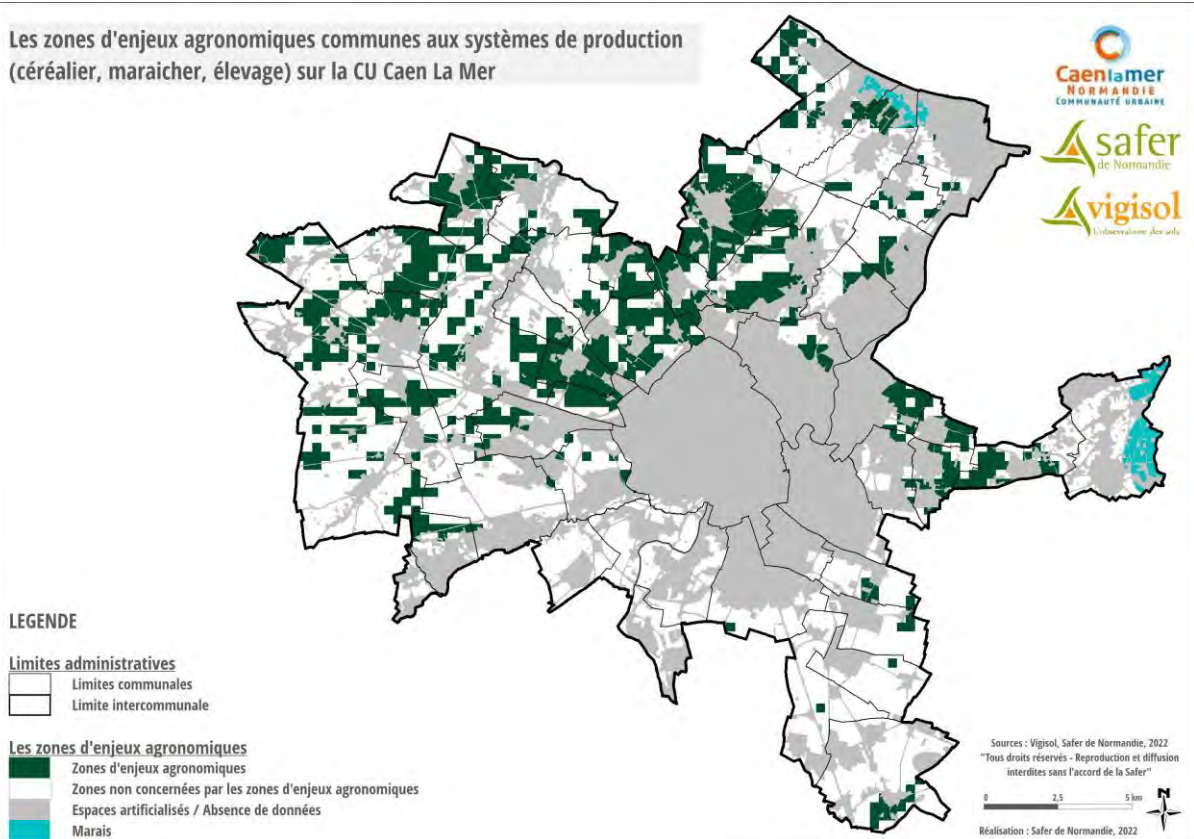 Les zones d'enjeux agronomiques communes aux systèmes de production
(céréalier, maraicher, élevage) sur la CU Caen La Mer
Caenlamer
NORMANDIE
COMMUNAUTÉ URBAINE
safer
de Normandie
vigisol
L'observatoire des sols
LEGENDE
Limites administratives
Limites communales
Limite intercommunale
Les zones d'enjeux agronomiques
Zones d'enjeux agronomiques
Zones non concernées par les zones d'enjeux agronomiques
Espaces artificialisés / Absence de données
Marais
Sources : Vigisol, Safer de Normandie, 2022
"Tous droits réservés - Reproduction et diffusion
interdites sans l'accord de la Safer"
0 2,5 5 km
N
Réalisation : Safer de Normandie, 2022